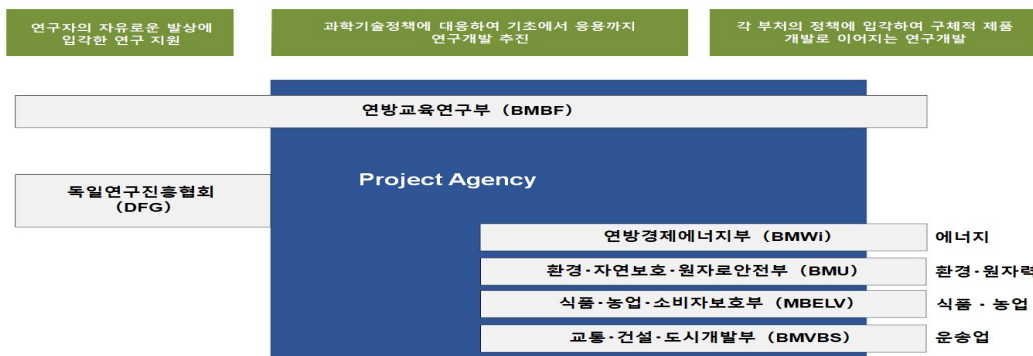 연구자의 자유로운 발상에
입각한 연구 지원
과학기술정책에 대응하여 기초에서 응용까지
연구개발 추진
각 부처의 정책에 입각하여 구체적 제품
개발로 이어지는 연구개발
연방교육연구부 (BMBF)
Project Agency
독일연구진흥협회
(DFG)
연방경제에너지부 (BMWi) 에너지
환경·자연보호·원자로안전부 (BMU) 환경·원자력
식품·농업·소비자보호부 (MBELV) 식품 · 농업
교통·건설·도시개발부 (BMVBS) 운송업